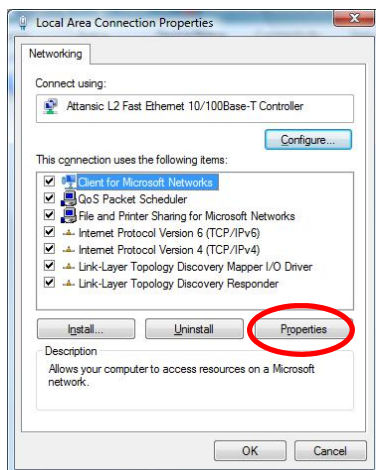 Local Area Connection Properties
Networking
Connect using:
Attansic L2 Fast Ethernet 10/100Base-T Controller
Configure...
This connection uses the following items:
Client for Microsoft Networks
QoS Packet Scheduler
File and Printer Sharing for Microsoft Networks
Internet Protocol Version 6 (TCP/IPv6)
Internet Protocol Version 4 (TCP/IPv4)
Link-Layer Topology Discovery Mapper I/O Driver
Link-Layer Topology Discovery Responder
Install... Uninstall Properties
Description
Allows your computer to access resources on a Microsoft
network.
OK Cancel